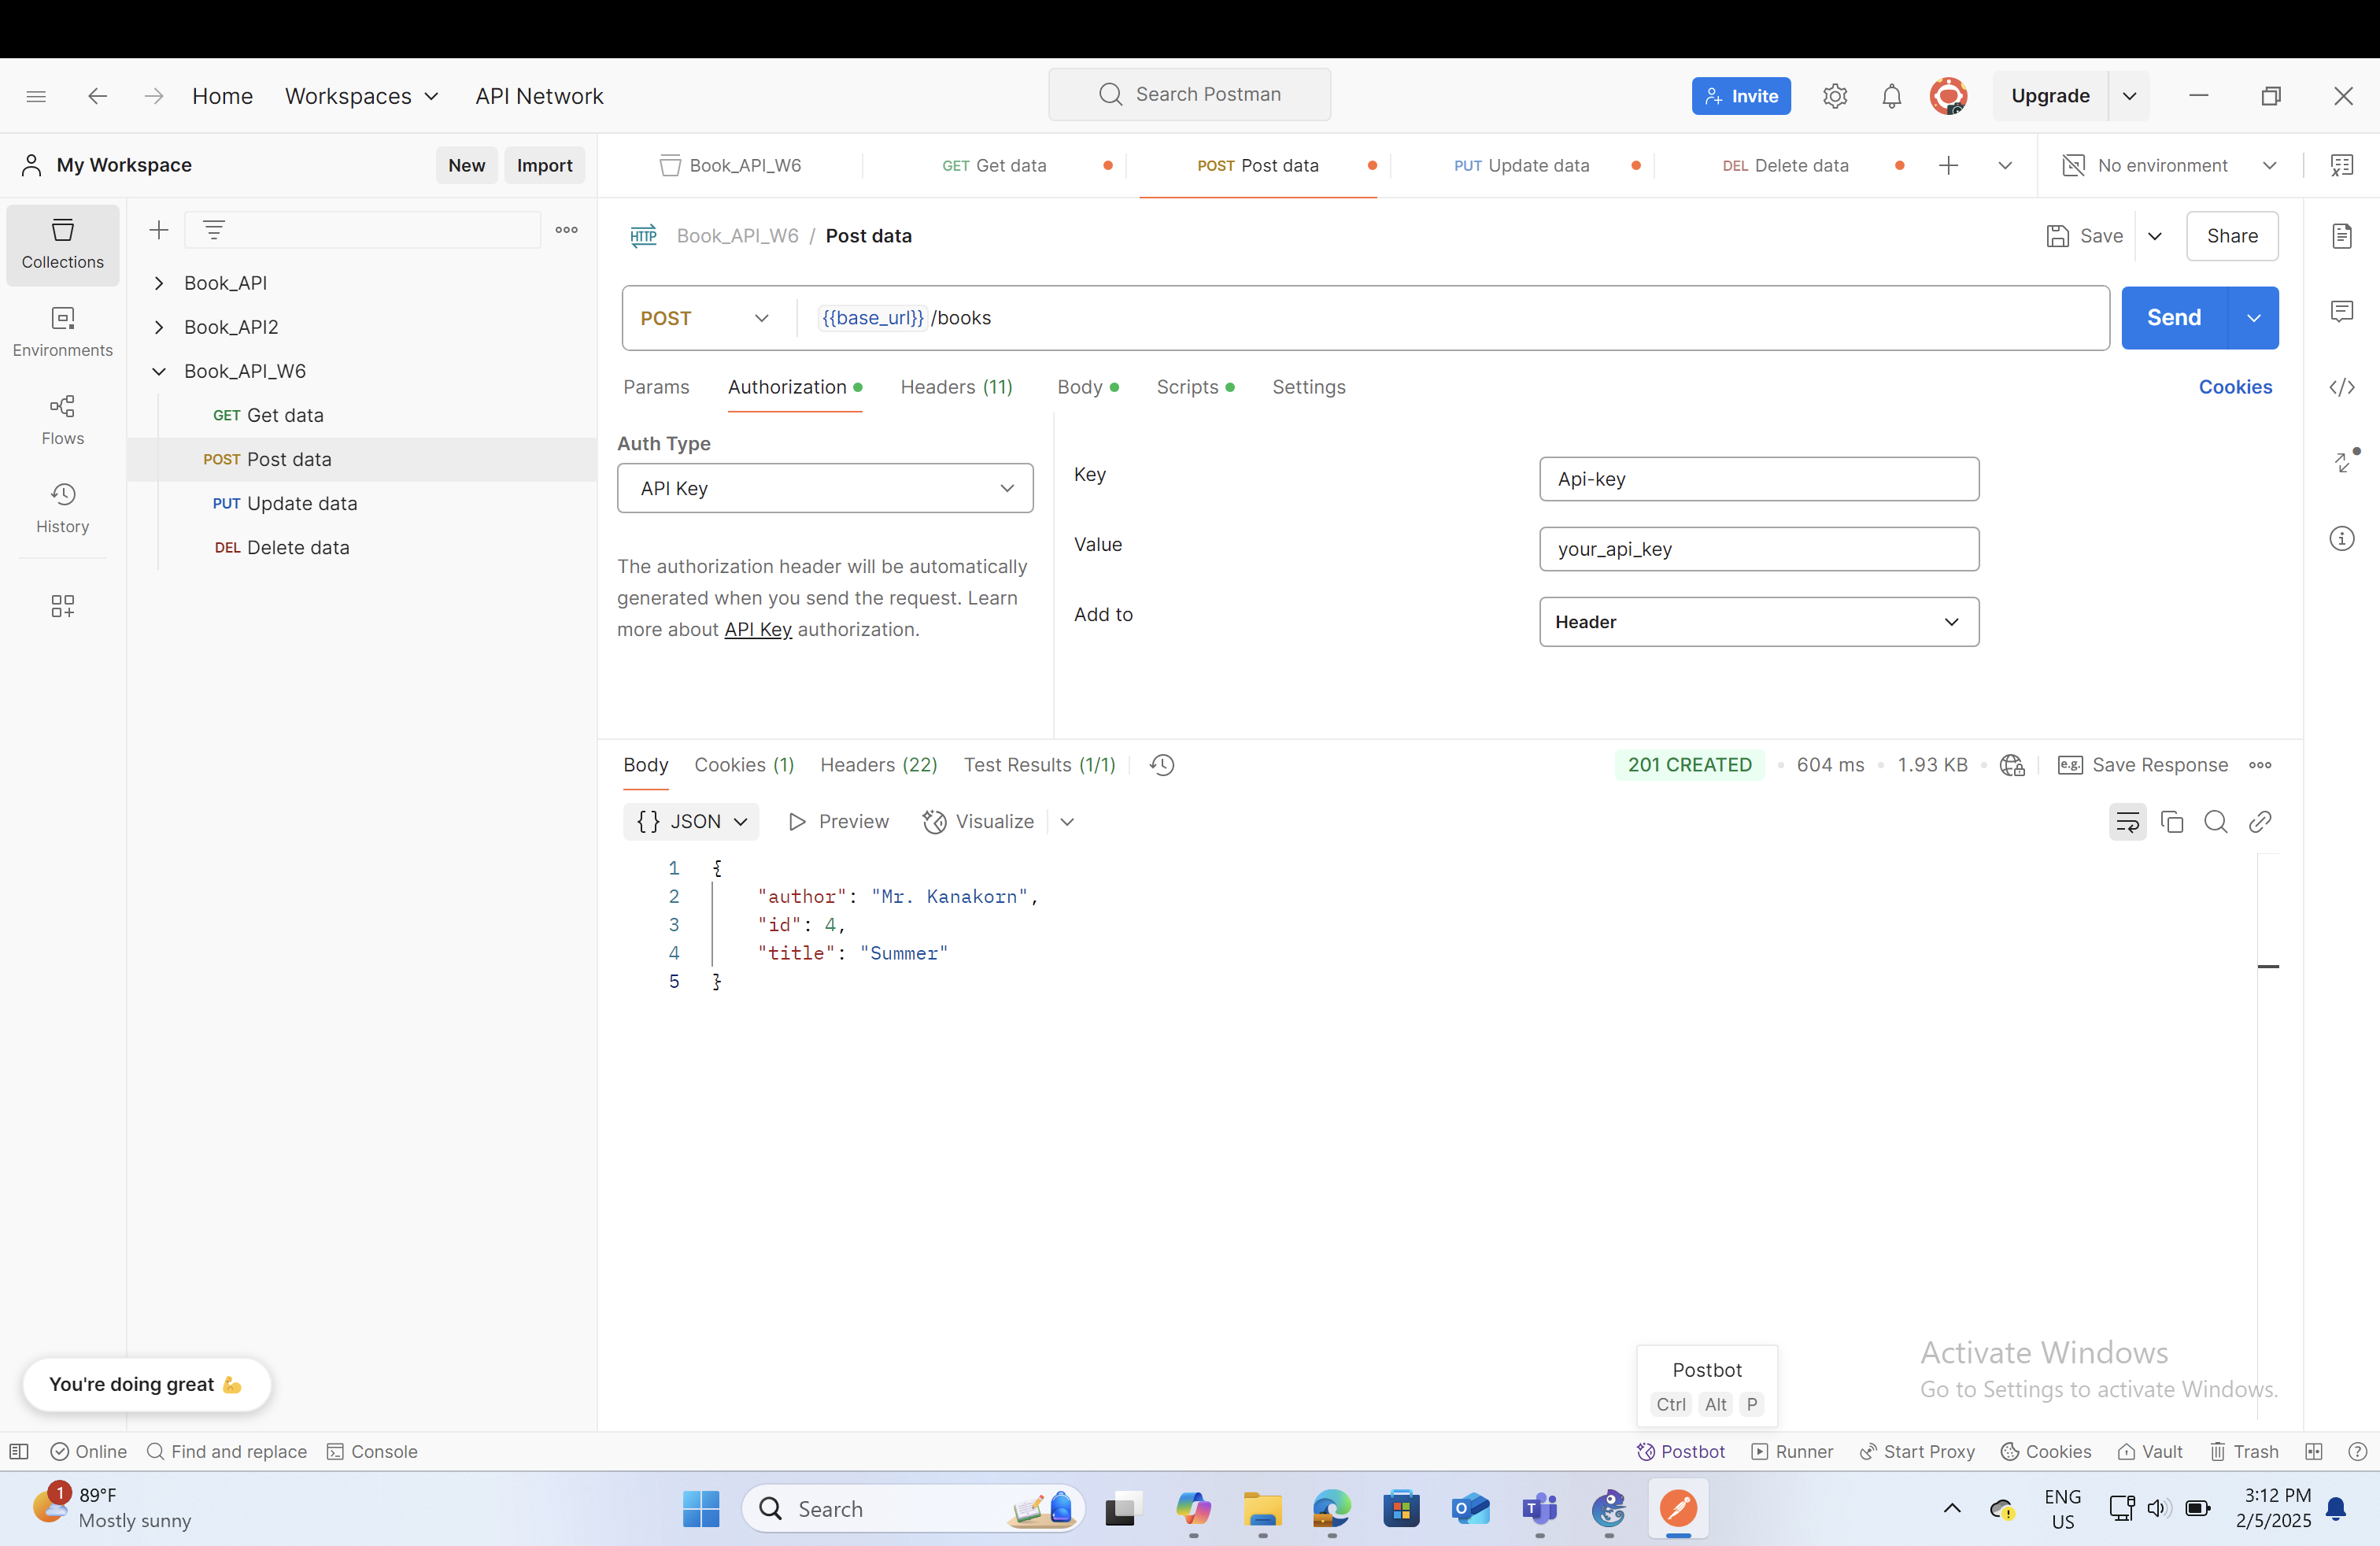 Home Workspaces API Network
Search Postman
Invite
Upgrade
My Workspace
New Import
Book_API_W6
GET Get data
POST Post data
PUT Update data
DEL Delete data
No environment
Collections
Environments
Flows
History
Book_API
Book_API2
Book_API_W6
GET Get data
POST Post data
PUT Update data
DEL Delete data
HTTP Book_API_W6 / Post data
Save
Share
POST
{{base_url}} /books
Send
Params Authorization Headers (11) Body Scripts Settings
Cookies
Auth Type
API Key
The authorization header will be automatically
generated when you send the request. Learn
more about API Key authorization.
Key
Api-key
Value
your_api_key
Add to
Header
Body Cookies (1) Headers (22) Test Results (1/1)
201 CREATED • 604 ms • 1.93 KB
e.g. Save Response
{} JSON Preview Visualize
1 {
2 "author": "Mr. Kanakorn",
3 "id": 4,
4 "title": "Summer"
5 }
You're doing great 💪
Postbot
Ctrl Alt P
Activate Windows
Go to Settings to activate Windows.
Online Find and replace Console
Postbot Runner Start Proxy Cookies Vault Trash
1
89°F
Mostly sunny
Search
ENG
US
3:12 PM
2/5/2025